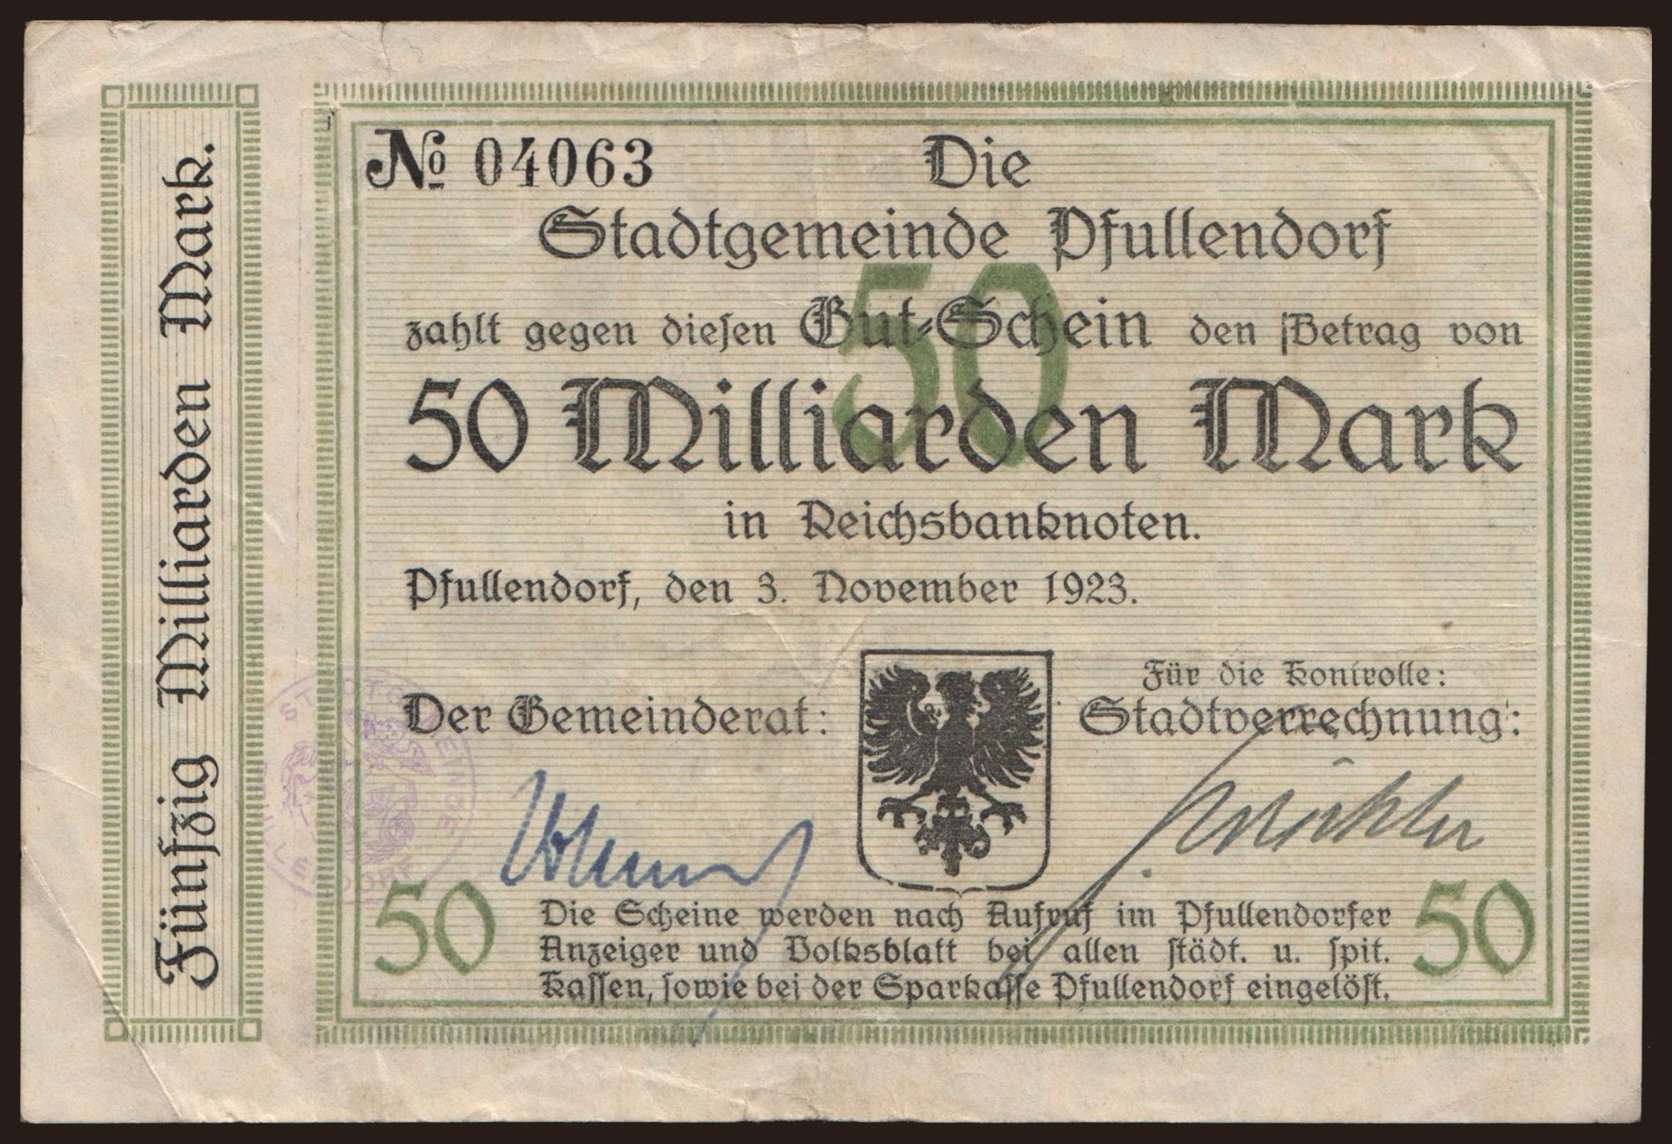 Fünfzig Milliarden Mark.
№ 04063
Die
Stadtgemeinde Pfullendorf
zahlt gegen diesen Gut-Schein den Betrag von
50
50 Milliarden Mark
in Reichsbanknoten.
Pfullendorf, den 3. November 1923.
Für die Kontrolle:
Der Gemeinderat:
Stadtverrechnung:
50
Die Scheine werden nach Aufruf im Pfullendorfer
Anzeiger und Volksblatt bei allen städt. u. spit.
Kassen, sowie bei der Sparkasse Pfullendorf eingelöst.
50